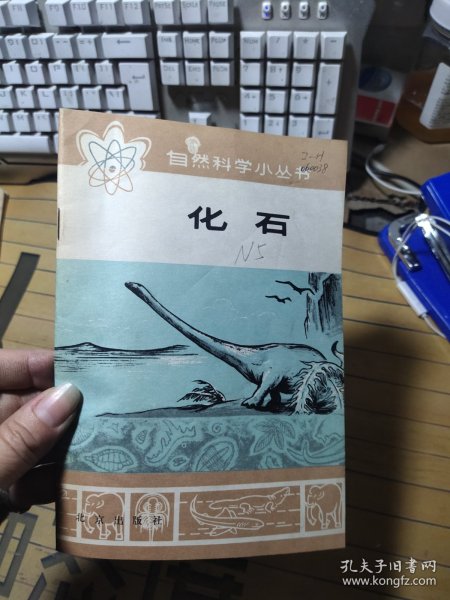 自然科学小丛书
J-H
060058
化石
N5
北京出版社
孔夫子旧书网
www.kongfz.com